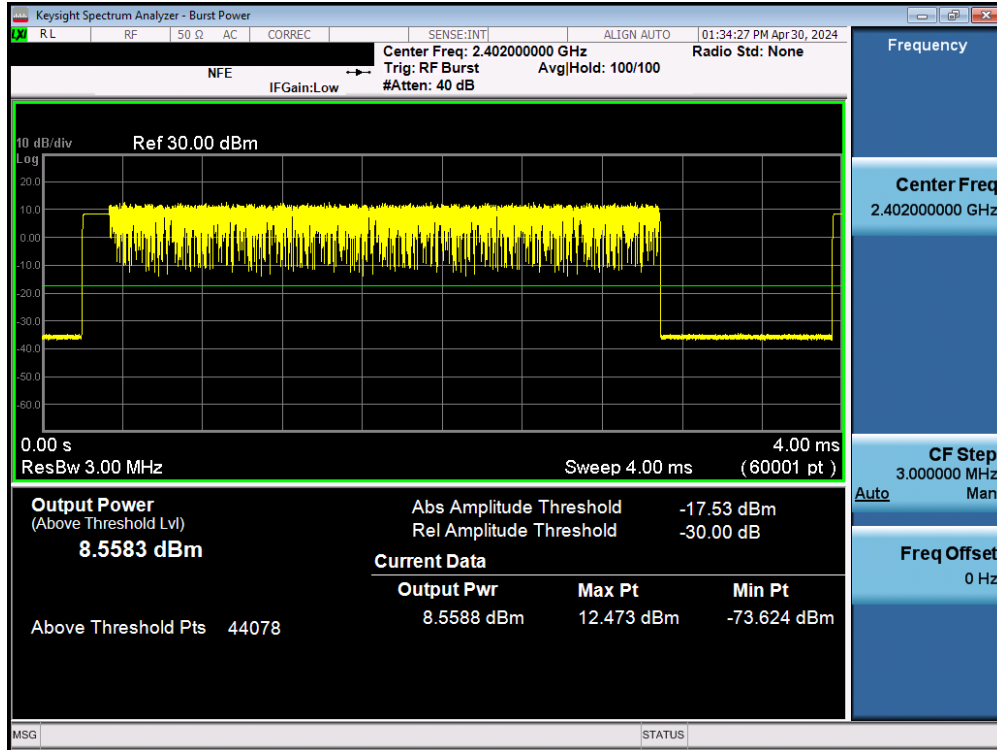 Keysight Spectrum Analyzer - Burst Power
LXI RL RF 50 Ω AC CORREC SENSE:INT ALIGN AUTO 01:34:27 PM Apr 30, 2024
Center Freq: 2.402000000 GHz Radio Std: None
NFE Trig: RF Burst Avg|Hold: 100/100
IFGain:Low #Atten: 40 dB
Frequency
10 dB/div Ref 30.00 dBm
Log
20.0
10.0
0.00
-10.0
-20.0
-30.0
-40.0
-50.0
-60.0
Center Freq
2.402000000 GHz
0.00 s 4.00 ms
ResBw 3.00 MHz Sweep 4.00 ms (60001 pt )
CF Step
3.000000 MHz
Auto Man
Output Power
(Above Threshold Lvl)
8.5583 dBm
Abs Amplitude Threshold -17.53 dBm
Rel Amplitude Threshold -30.00 dB
Current Data
Output Pwr Max Pt Min Pt
8.5588 dBm 12.473 dBm -73.624 dBm
Above Threshold Pts 44078
Freq Offset
0 Hz
MSG STATUS